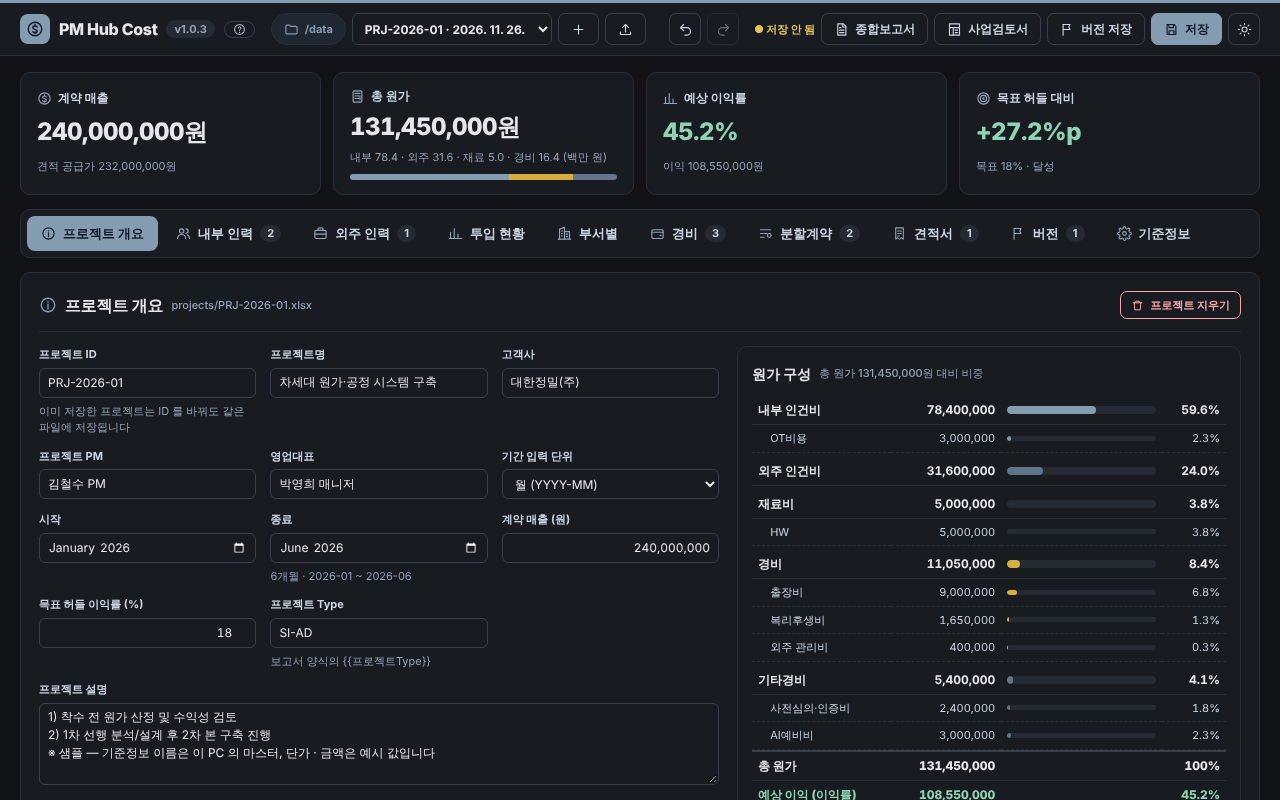 PM Hub Cost v1.0.3 /data PRJ-2026-01 · 2026. 11. 26. 저장 안 됨 종합보고서 사업검토서 버전 저장 저장
계약 매출
240,000,000원
견적 공급가 232,000,000원
총 원가
131,450,000원
내부 78.4 · 외주 31.6 · 재료 5.0 · 경비 16.4 (백만 원)
예상 이익률
45.2%
이익 108,550,000원
목표 허들 대비
+27.2%p
목표 18% · 달성
프로젝트 개요 내부 인력 2 외주 인력 1 투입 현황 부서별 경비 3 분할계약 2 견적서 1 버전 1 기준정보
프로젝트 개요 projects/PRJ-2026-01.xlsx 프로젝트 지우기
프로젝트 ID 프로젝트명 고객사
PRJ-2026-01 차세대 원가·공정 시스템 구축 대한정밀(주)
이미 저장한 프로젝트는 ID 를 바꿔도 같은
파일에 저장됩니다
프로젝트 PM 영업대표 기간 입력 단위
김철수 PM 박영희 매니저 월 (YYYY-MM)
시작 종료 계약 매출 (원)
January 2026 June 2026 240,000,000
6개월 · 2026-01 ~ 2026-06
목표 허들 이익률 (%) 프로젝트 Type
18 SI-AD
보고서 양식의 {{프로젝트Type}}
프로젝트 설명
1) 착수 전 원가 산정 및 수익성 검토
2) 1차 선행 분석/설계 후 2차 본 구축 진행
※ 샘플 — 기준정보 이름은 이 PC 의 마스터, 단가 · 금액은 예시 값입니다
원가 구성 총 원가 131,450,000원 대비 비중
내부 인건비 78,400,000 59.6%
OT비용 3,000,000 2.3%
외주 인건비 31,600,000 24.0%
재료비 5,000,000 3.8%
HW 5,000,000 3.8%
경비 11,050,000 8.4%
출장비 9,000,000 6.8%
복리후생비 1,650,000 1.3%
외주 관리비 400,000 0.3%
기타경비 5,400,000 4.1%
사전심의·인증비 2,400,000 1.8%
AI예비비 3,000,000 2.3%
총 원가 131,450,000 100%
예상 이익 (이익률) 108,550,000 45.2%